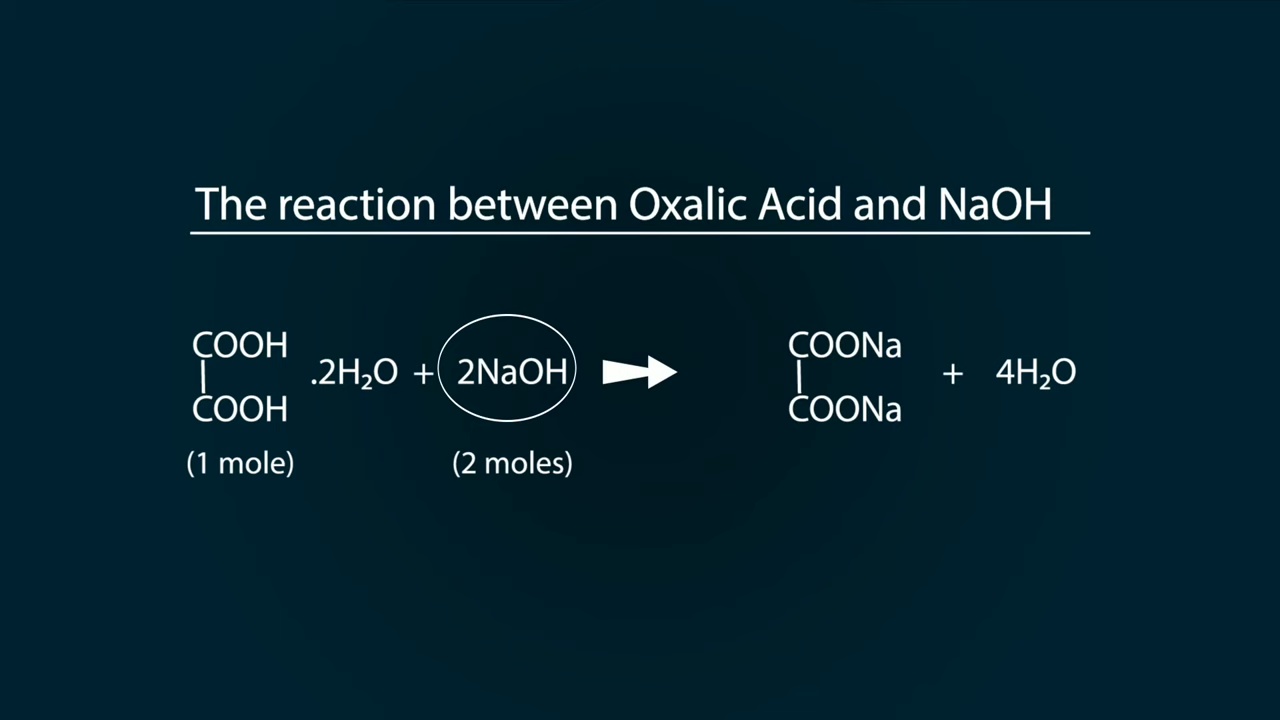 The reaction between Oxalic Acid and NaOH
COOH COONa
.2H₂O + 2NaOH + 4H₂O
COOH COONa
(1 mole) (2 moles)